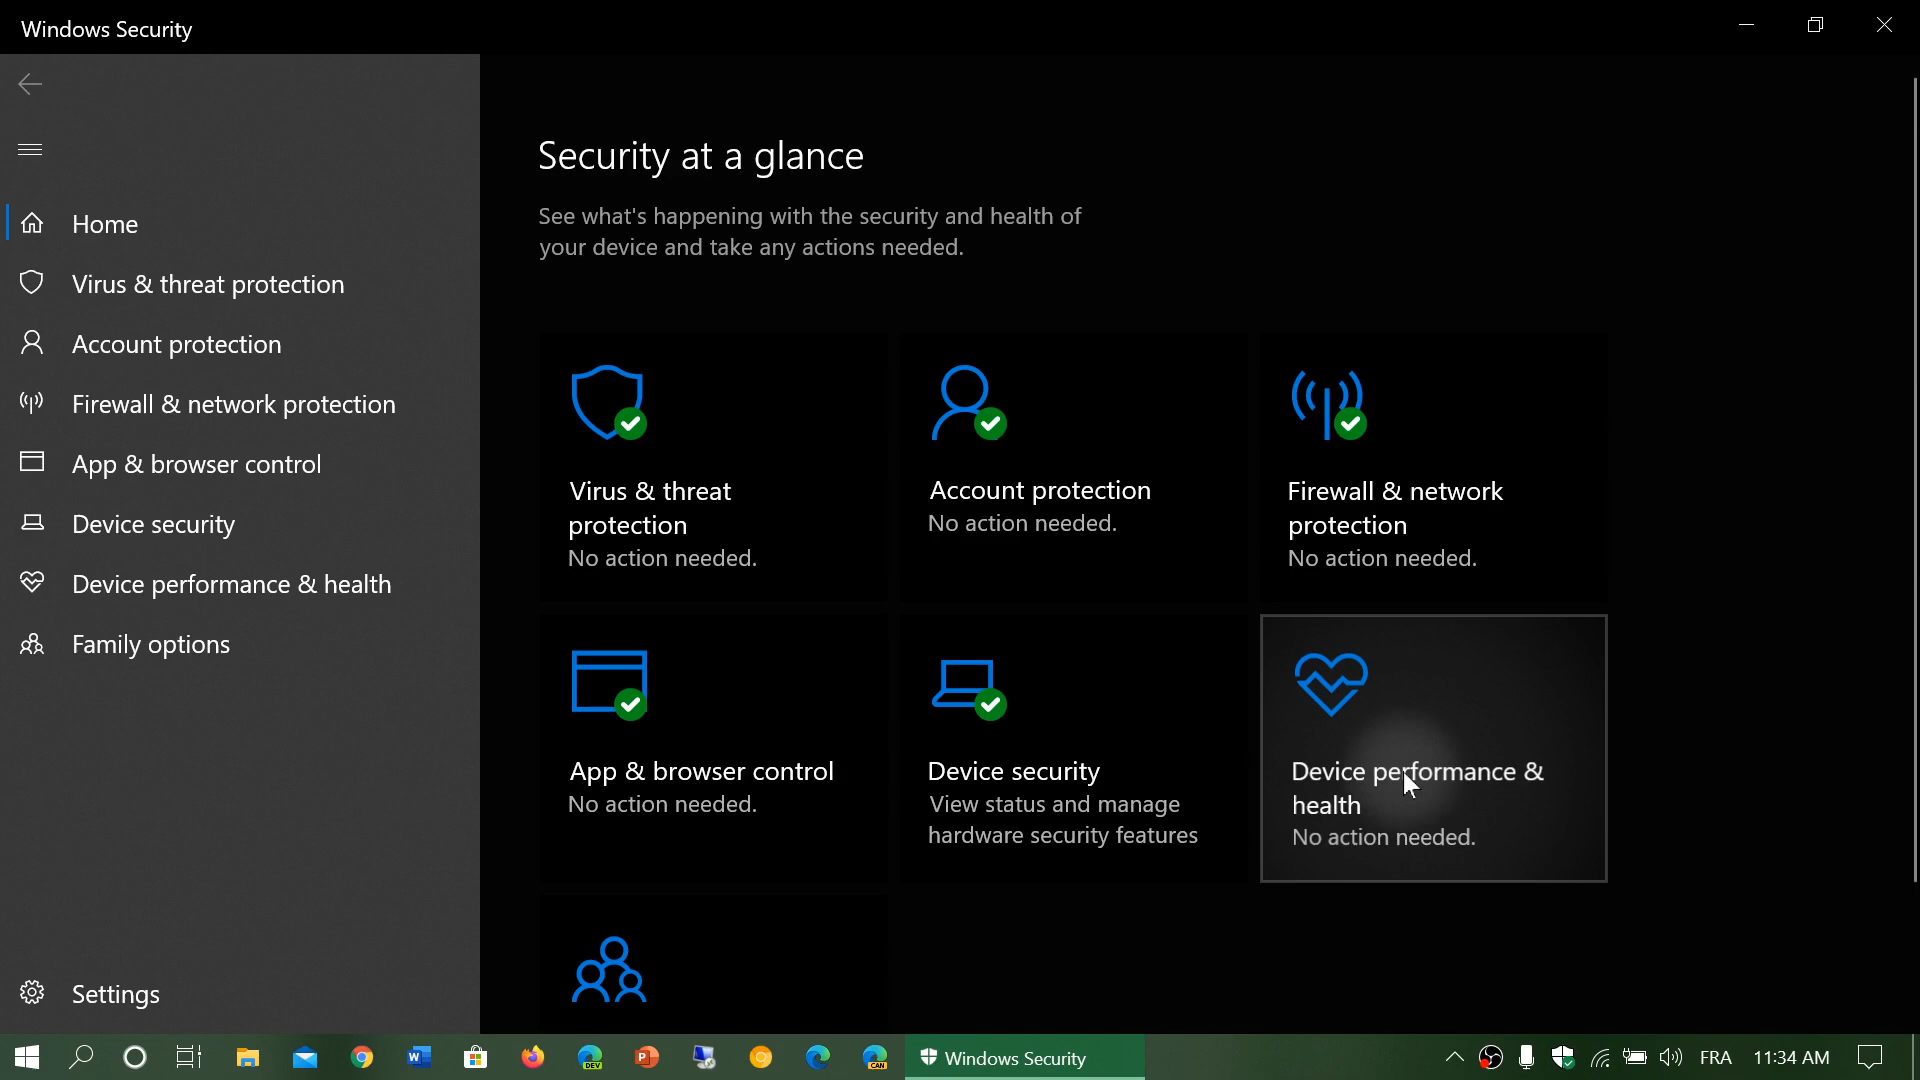 Windows Security
Home
Virus & threat protection
Account protection
Firewall & network protection
App & browser control
Device security
Device performance & health
Family options
Settings
Security at a glance
See what's happening with the security and health of
your device and take any actions needed.
Virus & threat
protection
No action needed.
Account protection
No action needed.
Firewall & network
protection
No action needed.
App & browser control
No action needed.
Device security
View status and manage
hardware security features
Device performance &
health
No action needed.
W
DEV
P
CAN
Windows Security
FRA
11:34 AM